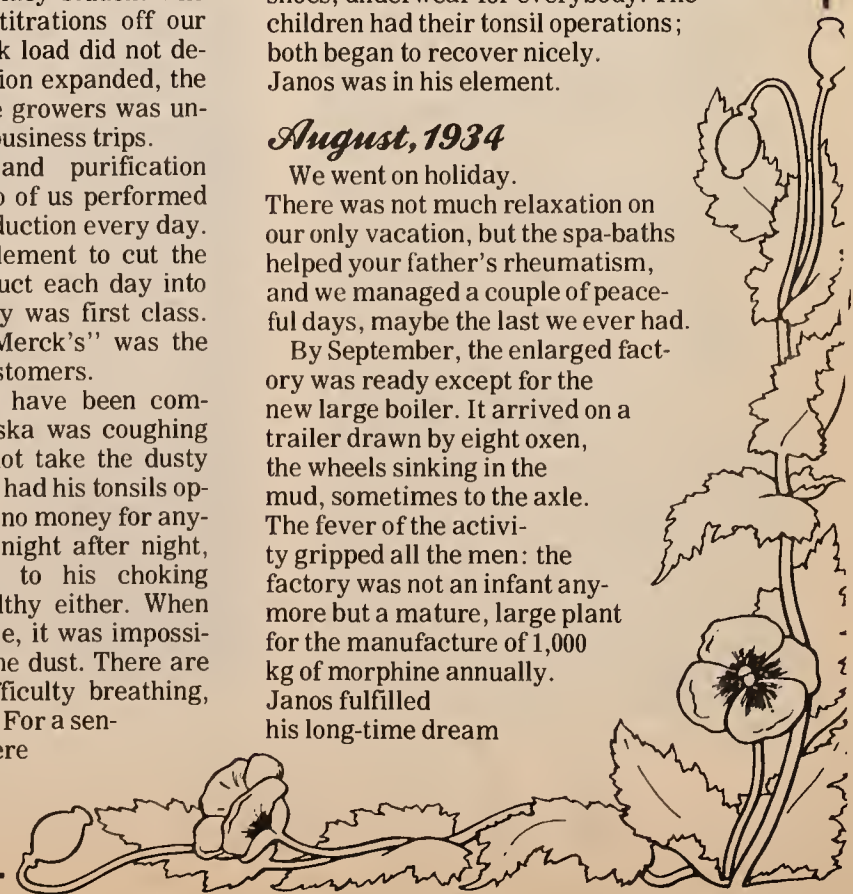 titrations off our
k load did not de-
ion expanded, the
e growers was un-
usiness trips.
and purification
o of us performed
duction every day.
lement to cut the
uct each day into
y was first class.
Merck's" was the
stomers.
have been com-
ska was coughing
ot take the dusty
had his tonsils op-
no money for any-
night after night,
to his choking
lthy either. When
e, it was impossi-
ne dust. There are
ficulty breathing,
For a sen-
ere
children had their tonsil operations;
both began to recover nicely.
Janos was in his element.
August, 1934
We went on holiday.
There was not much relaxation on
our only vacation, but the spa-baths
helped your father's rheumatism,
and we managed a couple of peace-
ful days, maybe the last we ever had.
By September, the enlarged fact-
ory was ready except for the
new large boiler. It arrived on a
trailer drawn by eight oxen,
the wheels sinking in the
mud, sometimes to the axle.
The fever of the activi-
ty gripped all the men: the
factory was not an infant any-
more but a mature, large plant
for the manufacture of 1,000
kg of morphine annually.
Janos fulfilled
his long-time dream